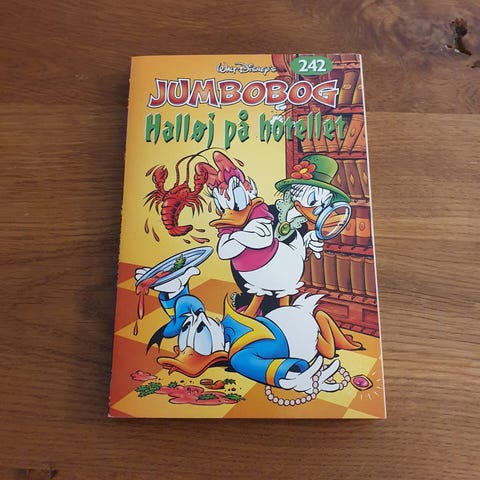 Walt Disney's
242
JUMBOBOG
Halløj på hotellet